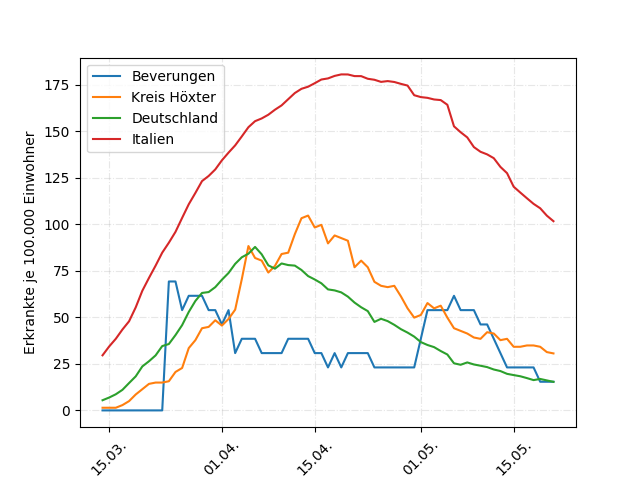 Beverungen
Kreis Höxter
Deutschland
Italien
Erkrankte je 100.000 Einwohner
175
150
125
100
75
50
25
0
15.03.
01.04.
15.04.
01.05.
15.05.